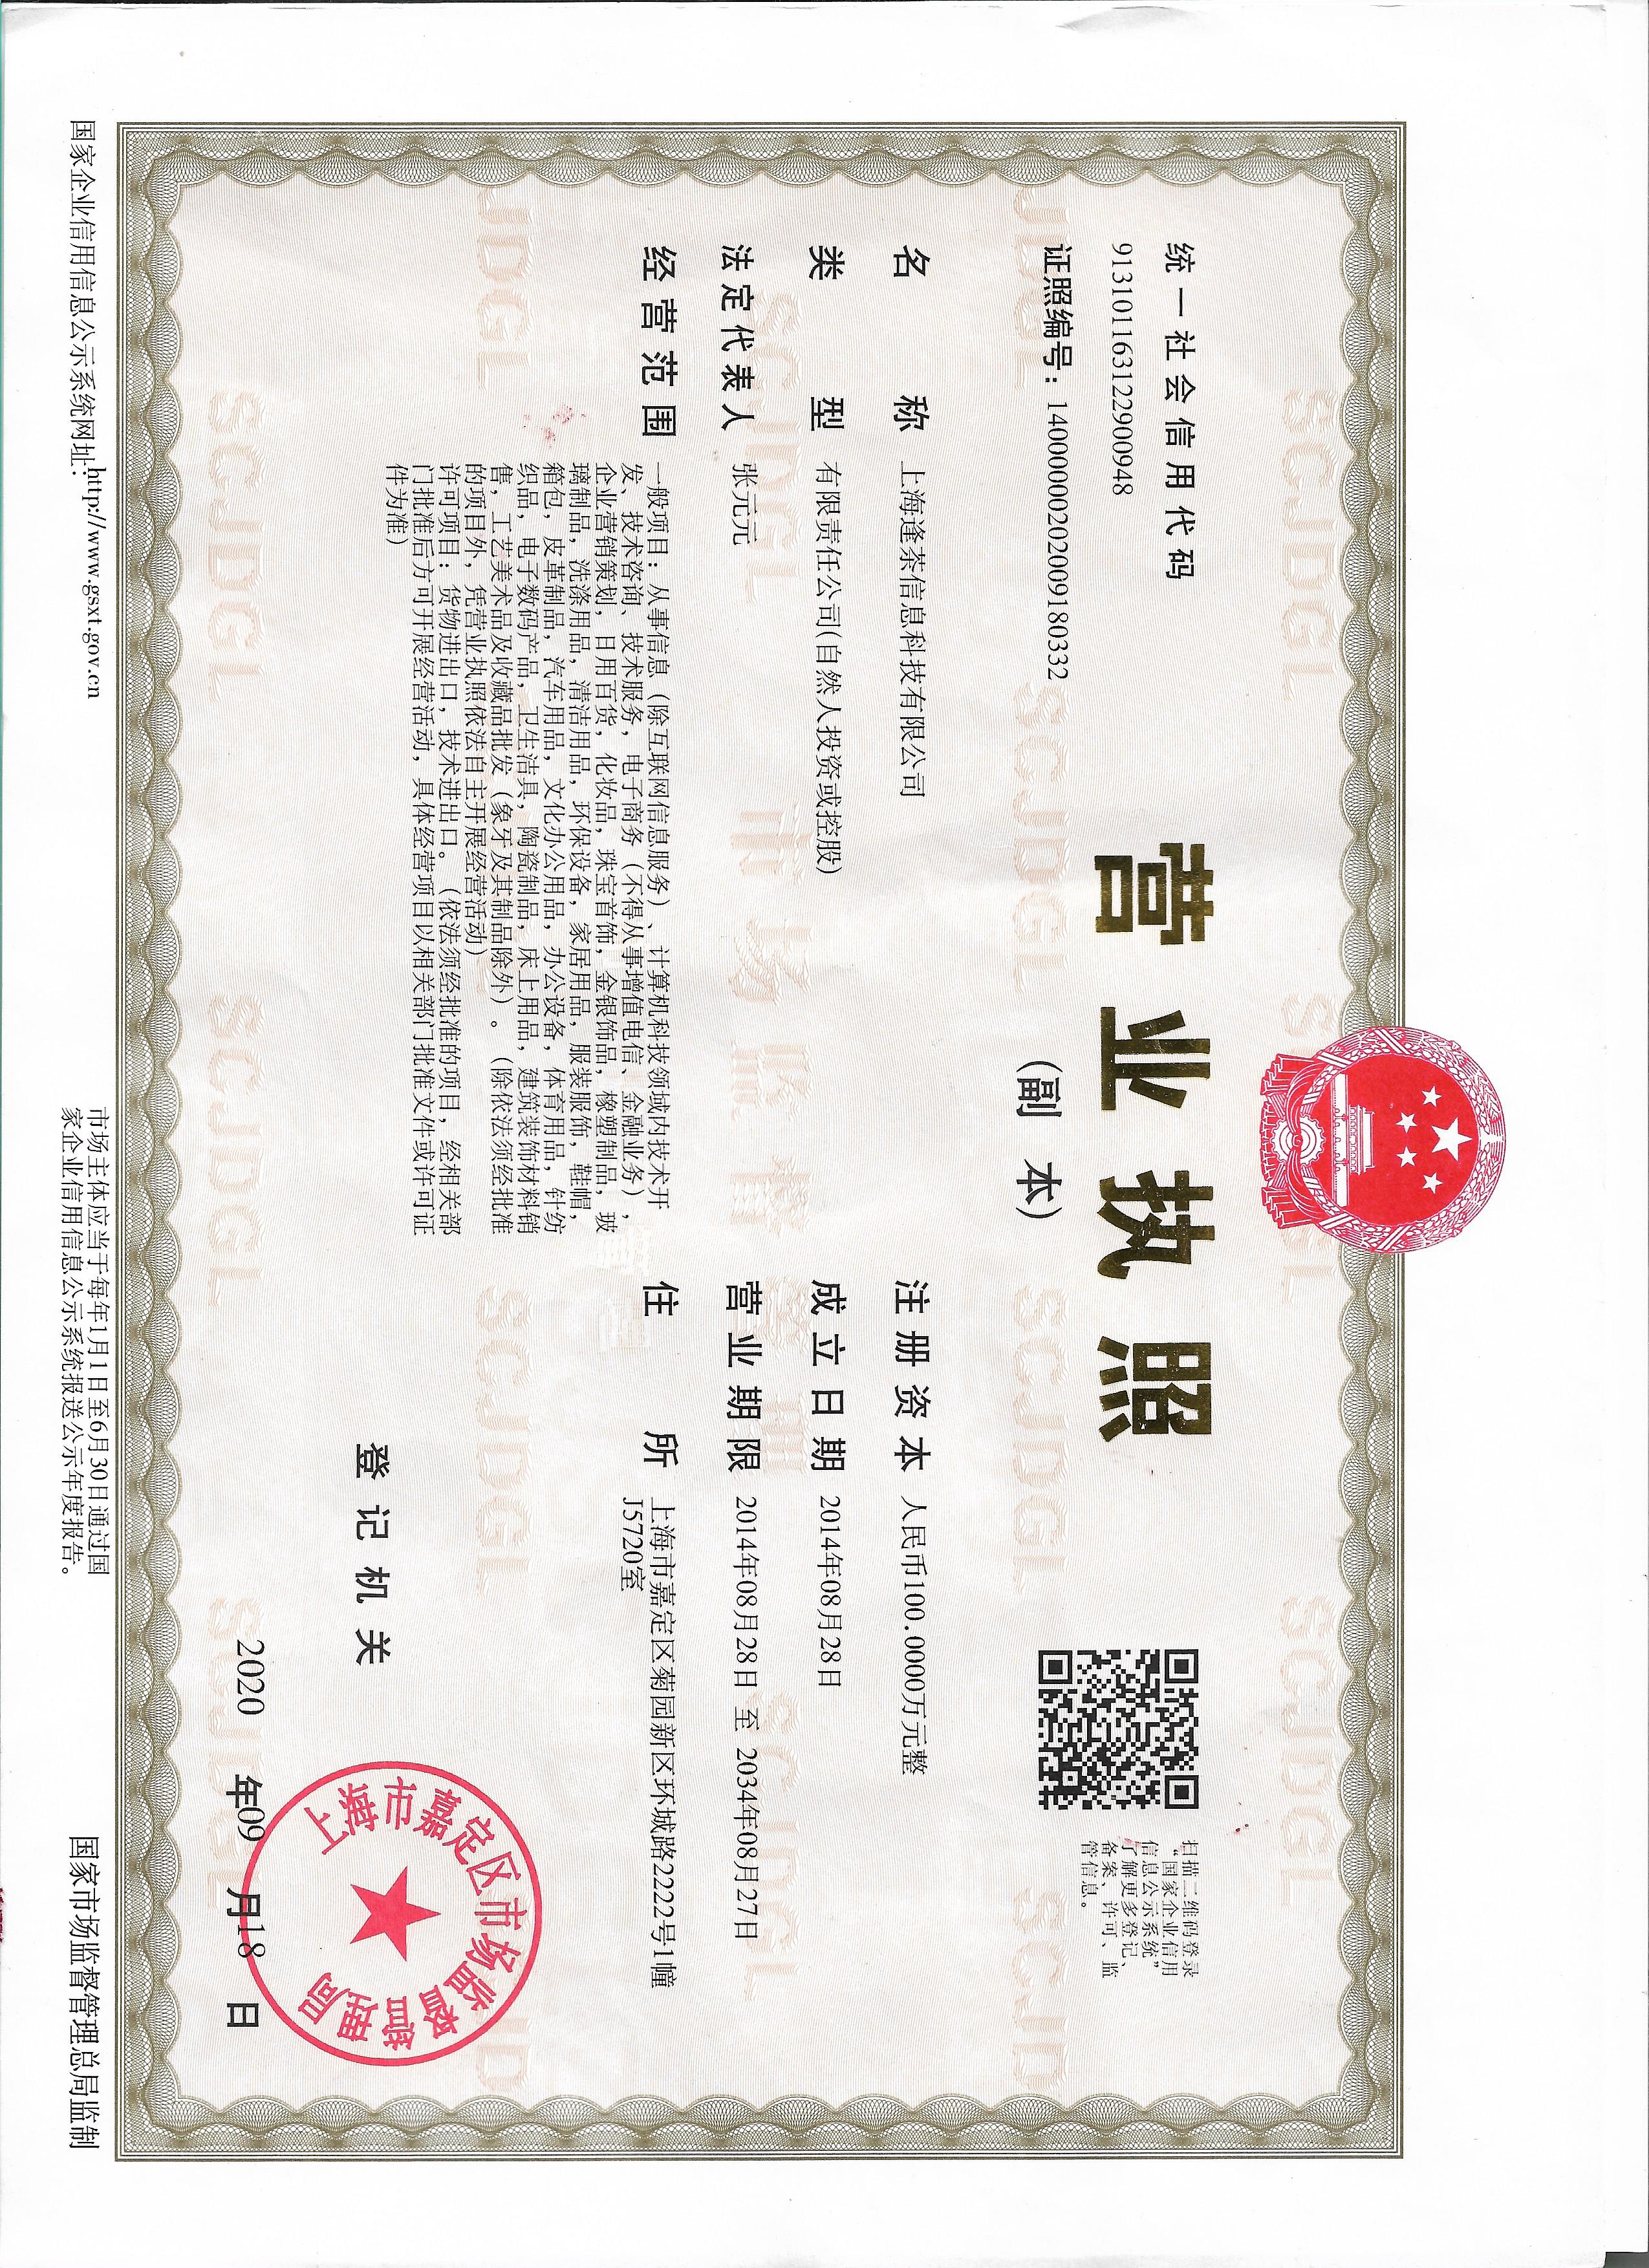 营业执照
(副 本)
统一社会信用代码
913101163122900948
证照编号：1400000202009180332
扫描二维码登录
“国家企业信用
信息公示系统”
了解更多登记、
备案、许可、监
管信息。
名 称 上海逢茶信息科技有限公司
类 型 有限责任公司(自然人投资或控股)
法定代表人 张元元
经营范围 一般项目：从事信息（除互联网信息服务）、计算机科技领域内技术开
发、技术咨询、技术服务，电子商务（不得从事增值电信、金融业务），
企业营销策划，日用百货，化妆品，珠宝首饰，金银饰品，橡塑制品，玻
璃制品，洗涤用品，清洁用品，环保设备，家居用品，服装服饰，鞋帽，
箱包，皮革制品，汽车用品，文化办公用品，办公设备，体育用品，针纺
织品，电子数码产品，卫生洁具，陶瓷制品，床上用品，建筑装饰材料销
售，工艺美术品及收藏品批发（象牙及其制品除外）。（除依法须经批准
的项目外，凭营业执照依法自主开展经营活动）
许可项目：货物进出口，技术进出口。（依法须经批准的项目，经相关部
门批准后方可开展经营活动，具体经营项目以相关部门批准文件或许可证
件为准）
注册资本 人民币100.0000万元整
成立日期 2014年08月28日
营业期限 2014年08月28日 至 2034年08月27日
住 所 上海市嘉定区菊园新区环城路2222号1幢
J5720室
登记机关
上海市嘉定区市场监督管理局
2020 年09 月18 日
国家企业信用信息公示系统网址：http://www.gsxt.gov.cn
市场主体应当于每年1月1日至6月30日通过国
家企业信用信息公示系统报送公示年度报告。
国家市场监督管理总局监制